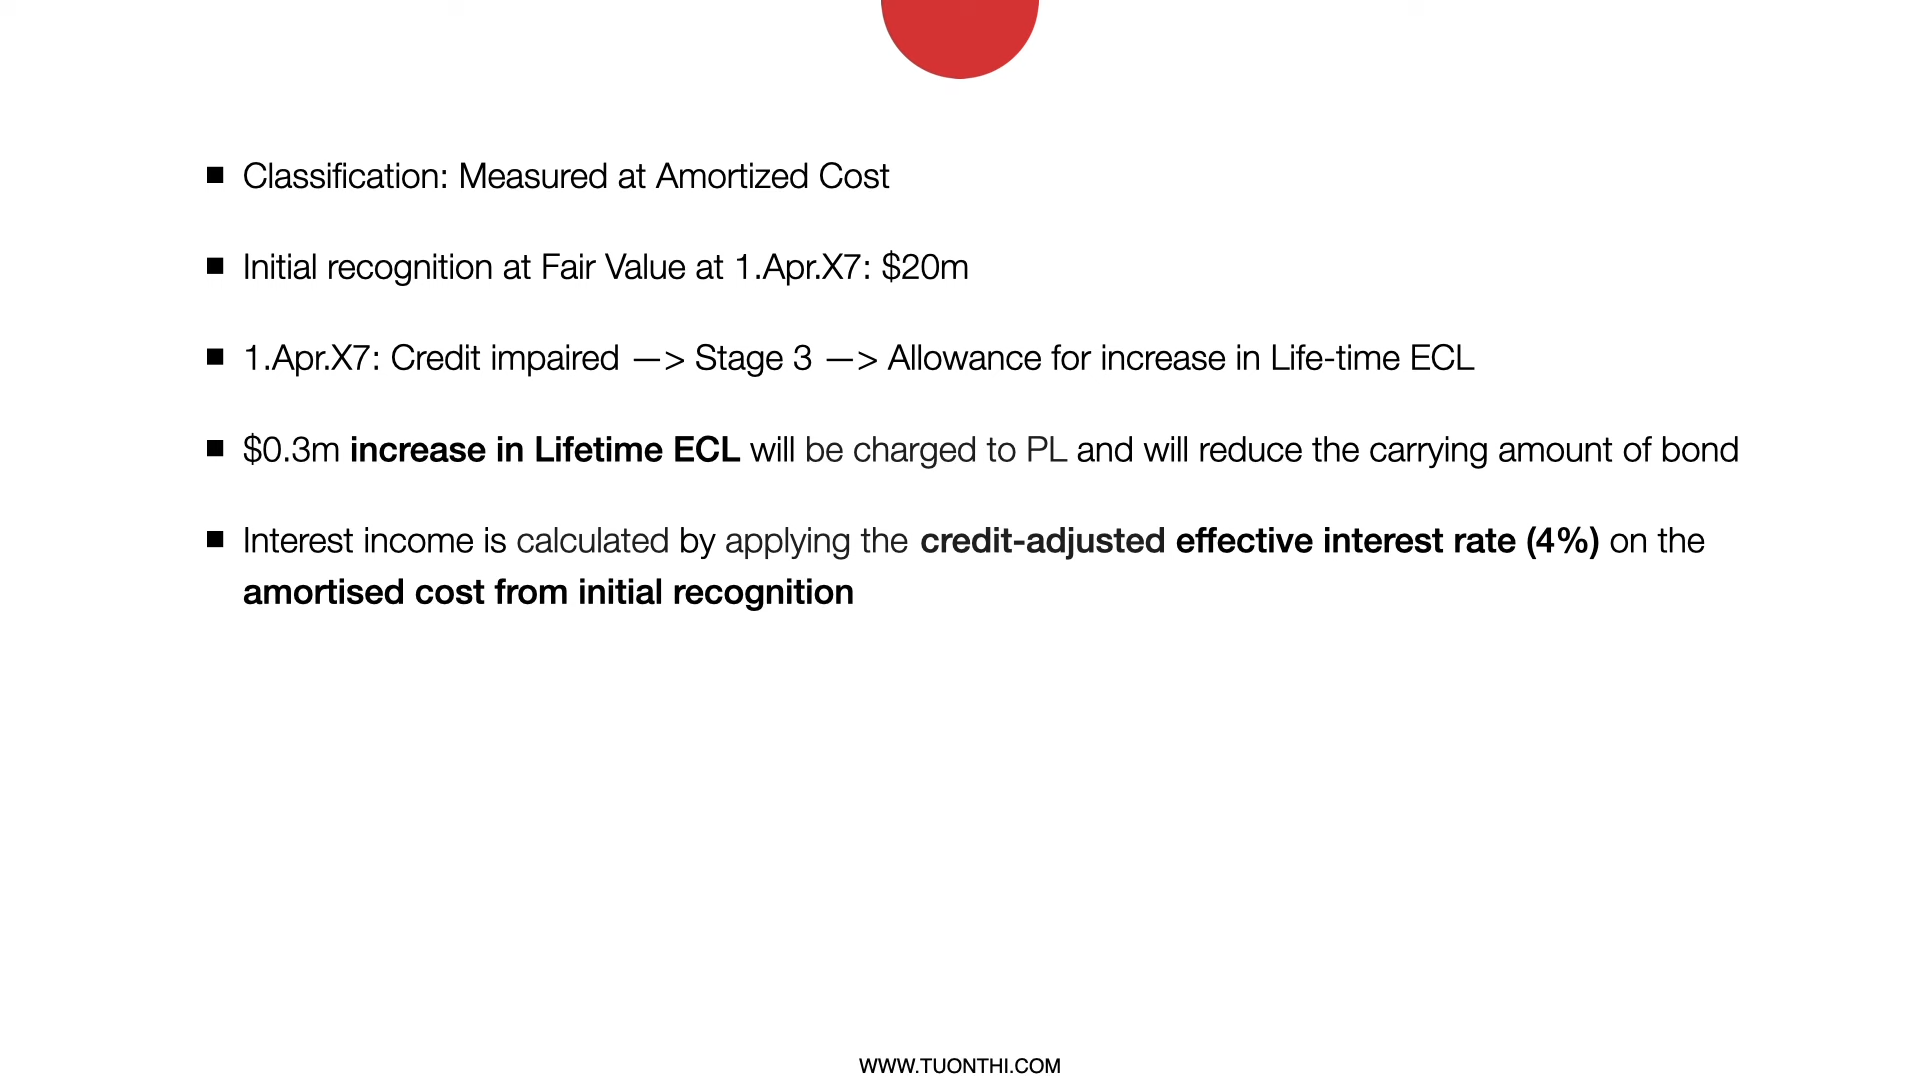 ■ Classification: Measured at Amortized Cost
■ Initial recognition at Fair Value at 1.Apr.X7: $20m
■ 1.Apr.X7: Credit impaired —> Stage 3 —> Allowance for increase in Life-time ECL
■ $0.3m increase in Lifetime ECL will be charged to PL and will reduce the carrying amount of bond
■ Interest income is calculated by applying the credit-adjusted effective interest rate (4%) on the
amortised cost from initial recognition
WWW.TUONTHI.COM